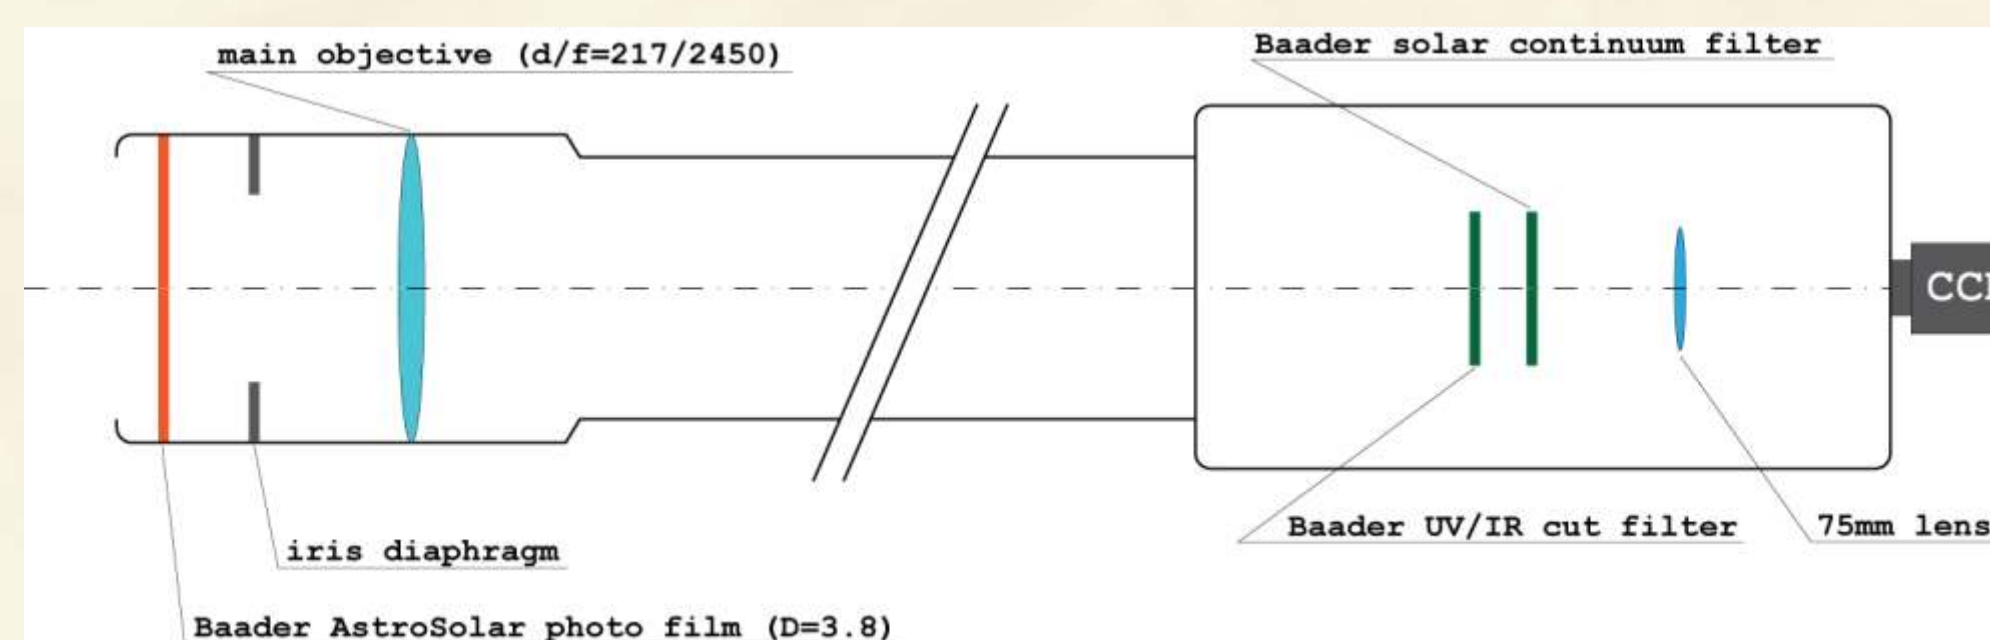 main objective (d/f=217/2450)
Baader solar continuum filter
CCD
Baader UV/IR cut filter
75mm lens
iris diaphragm
Baader AstroSolar photo film (D=3.8)